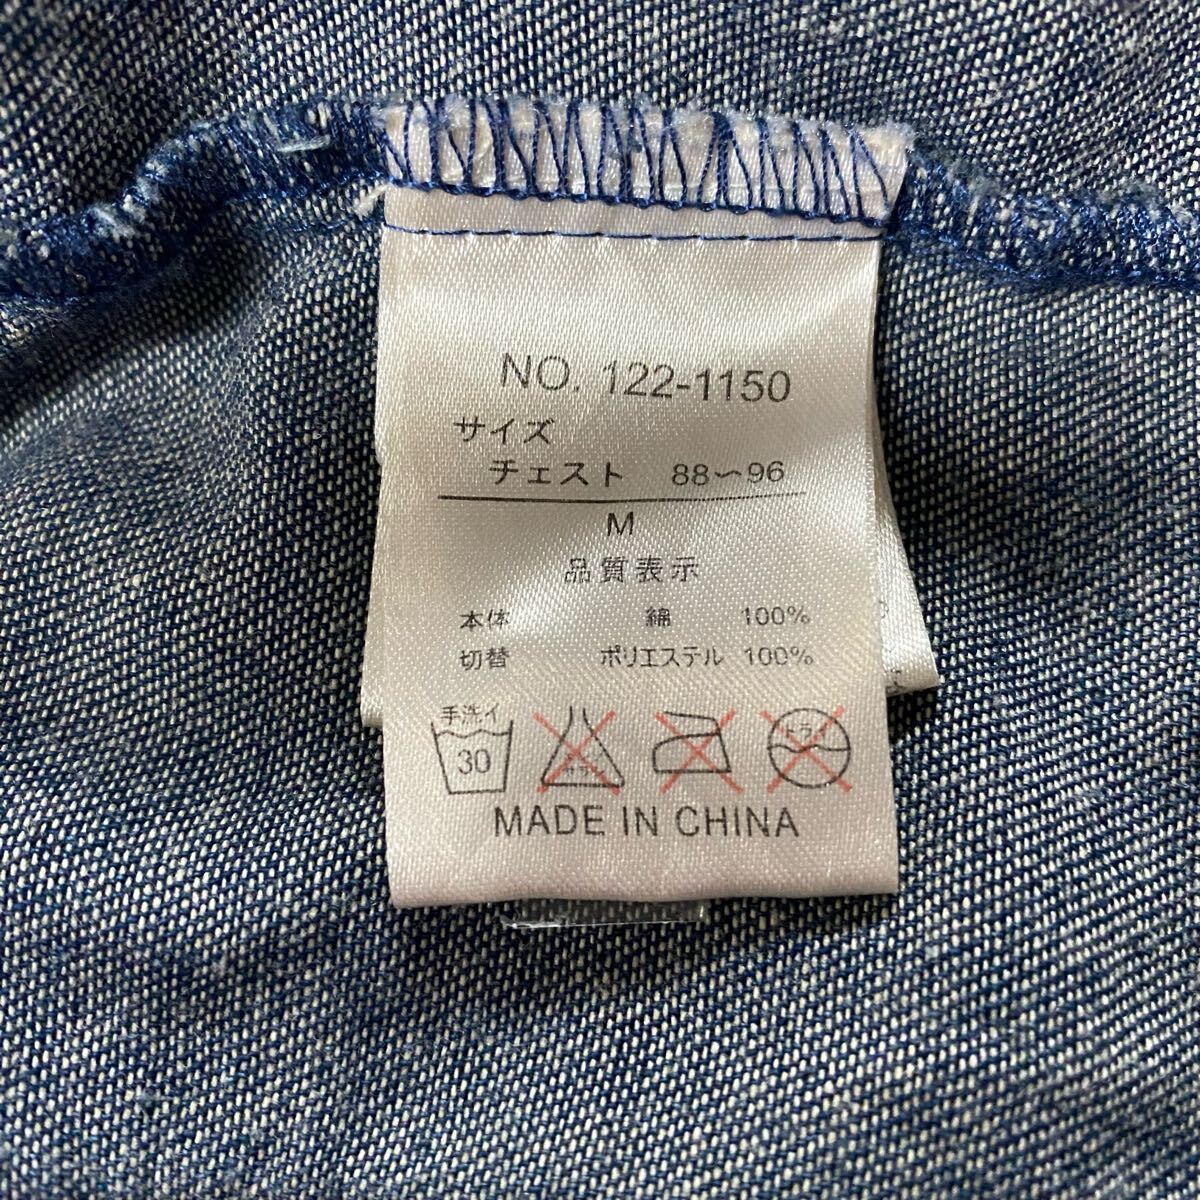 NO. 122-1150
サイズ
チェスト 88〜96
M
品質表示
本体 綿 100%
切替 ポリエステル 100%
手洗イ
30
MADE IN CHINA